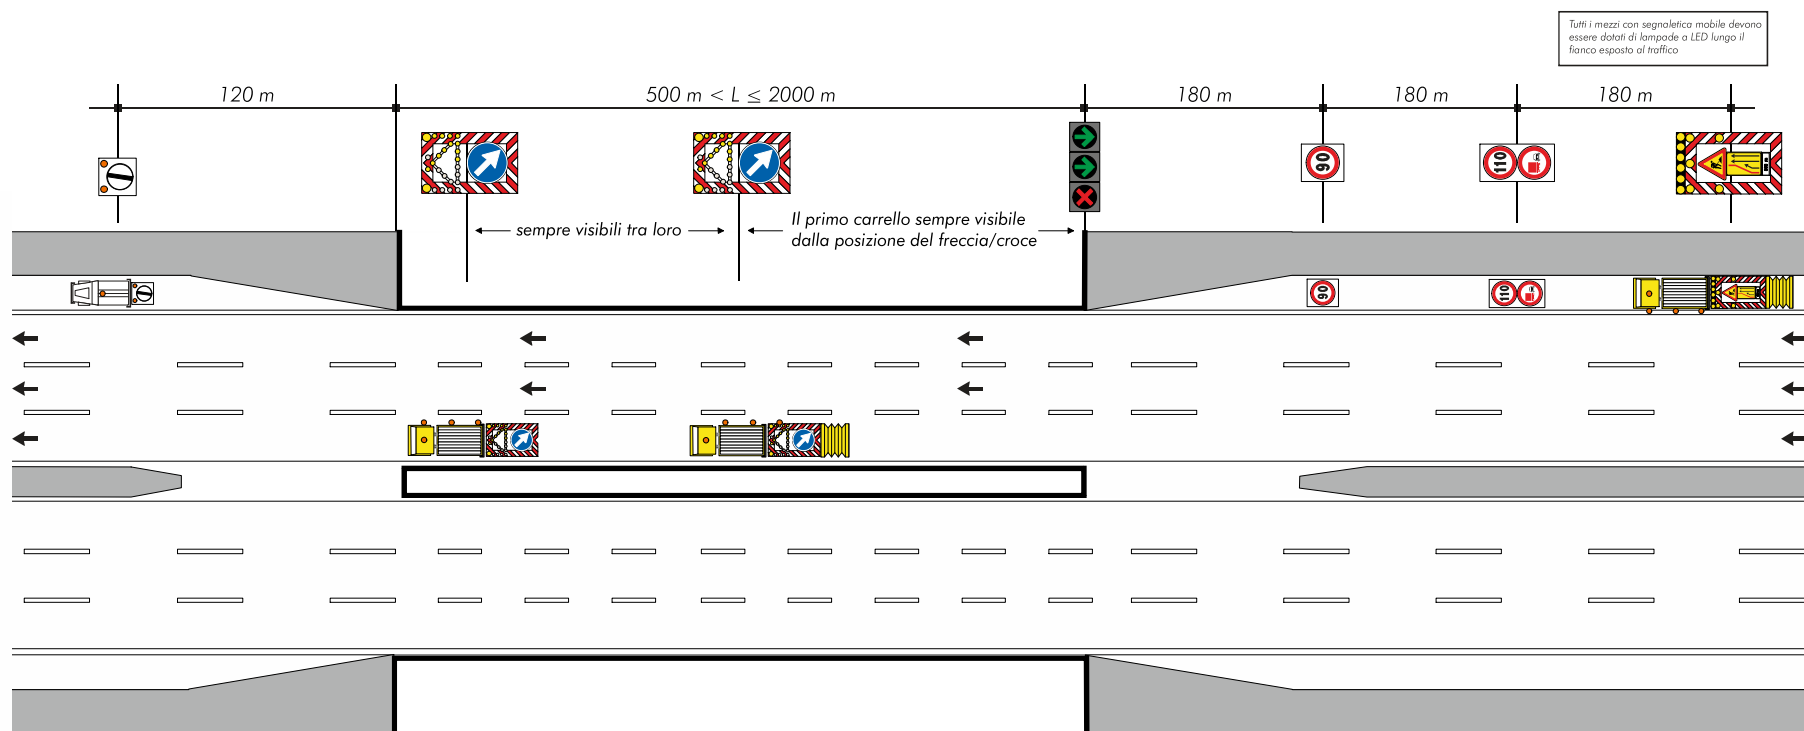 Tutti i mezzi con segnaletica mobile devono
essere dotati di lampade a LED lungo il
fianco esposto al traffico
120 m
500 m < L ≤ 2000 m
180 m
180 m
180 m
90
110
Il primo carrello sempre visibile
dalla posizione del freccia/croce
sempre visibili tra loro
90
110